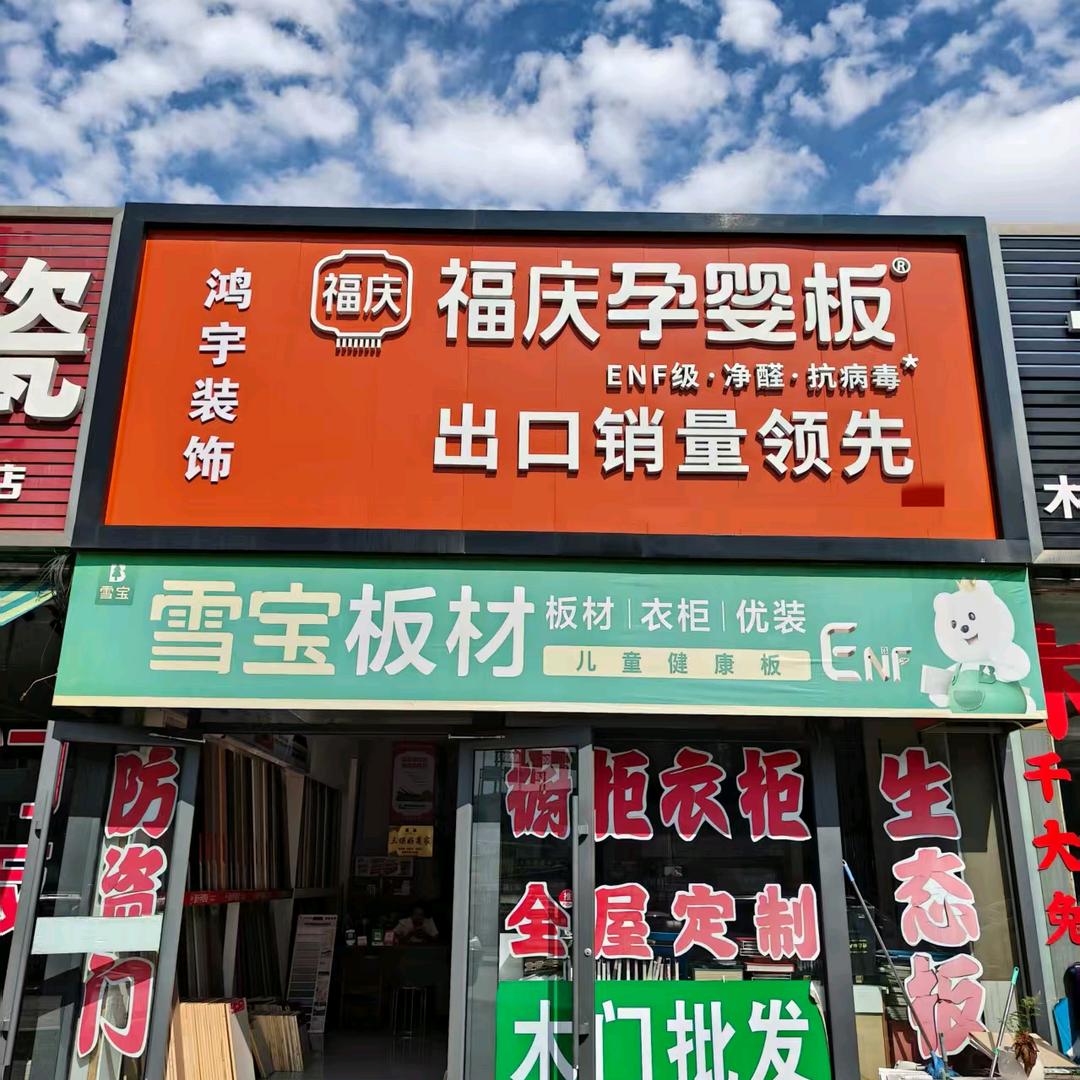 鸿宇装饰
福庆
福庆孕婴板®
ENF级·净醛·抗病毒*
出口销量领先
瓷
店
木
雪宝
雪宝板材
板材|衣柜|优装
儿童健康板
ENF
防盗门
橱柜衣柜
全屋定制
木门批发
生态板
千大兔